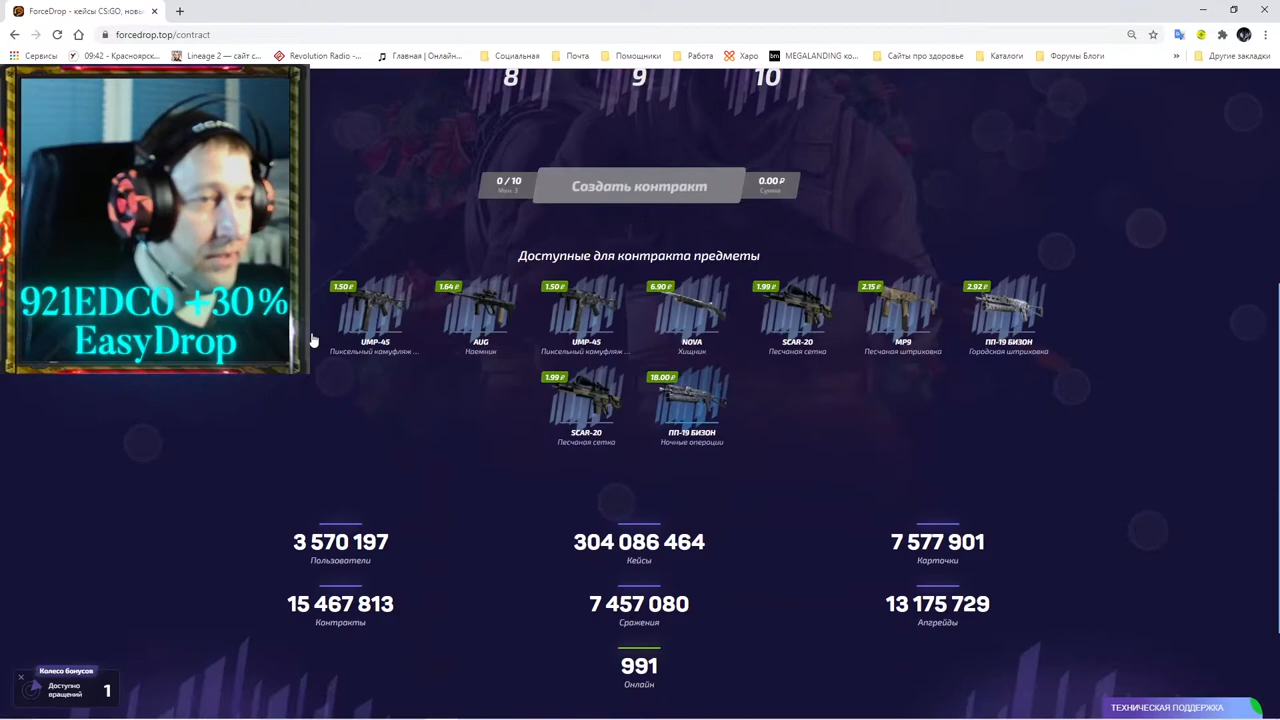 ForceDrop - кейсы CS:GO, новы
forcedrop.top/contract
Сервисы
09:42 - Красноярск...
Lineage 2 — сайт с...
Revolution Radio -...
Главная | Онлайн...
Социальная
Почта
Помощники
Работа
Харо
MEGALANDING ко...
Сайты про здоровье
Каталоги
Форумы Блоги
»
Другие закладки
8 9 10
0 / 10
Мин. 3
Создать контракт
0.00 ₽
Сумма
Доступные для контракта предметы
1.50 ₽
UMP-45
Пиксельный камуфляж ...
1.64 ₽
AUG
Наемник
1.50 ₽
UMP-45
Пиксельный камуфляж ...
6.90 ₽
NOVA
Хищник
1.99 ₽
SCAR-20
Песчаная сетка
2.15 ₽
MP9
Песчаная штриховка
2.92 ₽
ПП-19 БИЗОН
Городская штриховка
1.99 ₽
SCAR-20
Песчаная сетка
18.00 ₽
ПП-19 БИЗОН
Ночные операции
921EDC0 +30%
EasyDrop
3 570 197
Пользователи
304 086 464
Кейсы
7 577 901
Карточки
15 467 813
Контракты
7 457 080
Сражения
13 175 729
Апгрейды
991
Онлайн
Колесо бонусов
Доступно
вращений
1
ТЕХНИЧЕСКАЯ ПОДДЕРЖКА